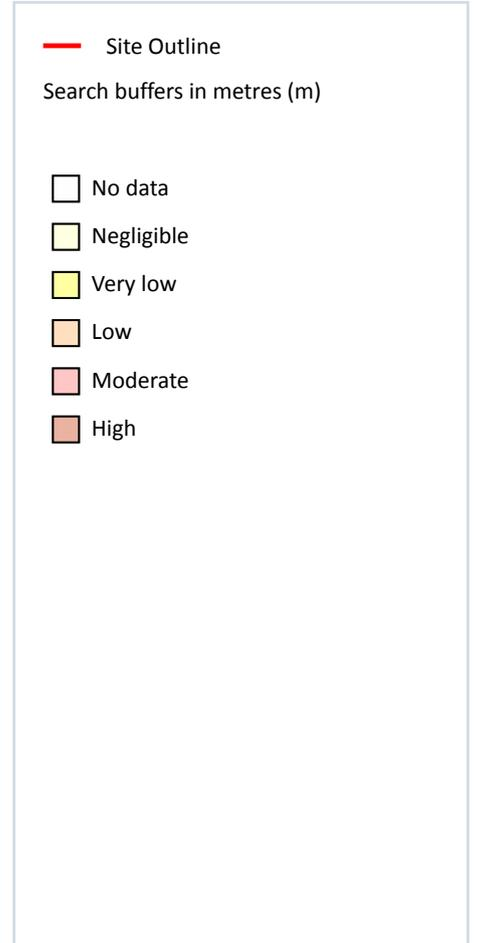 Site Outline
Search buffers in metres (m)
No data
Negligible
Very low
Low
Moderate
High